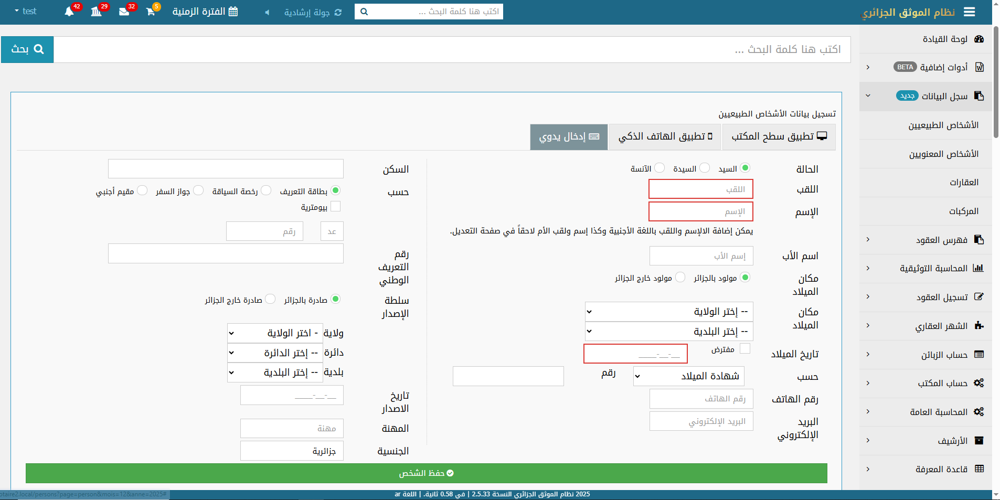 نظام الموثق الجزائري
اكتب هنا كلمة البحث ...
جولة إرشادية
الفترة الزمنية
5
32
29
42
test
لوحة القيادة
أدوات إضافية BETA
سجل البيانات جديد
الأشخاص الطبيعيين
الأشخاص المعنويين
العقارات
المركبات
فهرس العقود
المحاسبة التوثيقية
تسجيل العقود
الشهر العقاري
حساب الزبائن
حساب المكتب
المحاسبة العامة
الأرشيف
قاعدة المعرفة
اكتب هنا كلمة البحث ...
بحث
تسجيل بيانات الأشخاص الطبيعيين
تطبيق سطح المكتب
تطبيق الهاتف الذكي
إدخال يدوي
الحالة السيد السيدة الآنسة
اللقب اللقب
الإسم الإسم
يمكن إضافة الالإسم واللقب باللغة الأجنبية وكذا إسم ولقب الأم لاحقاً في صفحة التعديل.
اسم الأب إسم الأب
مكان الميلاد مولود بالجزائر مولود خارج الجزائر
مكان الميلاد -- إختر الولاية
-- إختر البلدية
تاريخ الميلاد مفترض __-__-____
حسب شهادة الميلاد رقم
رقم الهاتف رقم الهاتف
البريد الإلكتروني البريد الإلكتروني
السكن
حسب بطاقة التعريف رخصة السياقة جواز السفر مقيم أجنبي
بيومترية
عد رقم
رقم التعريف الوطني
سلطة الإصدار صادرة بالجزائر صادرة خارج الجزائر
ولاية - اختر الولاية
دائرة -- إختر الدائرة
بلدية -- إختر البلدية
تاريخ الاصدار __-__-____
المهنة مهنة
الجنسية جزائرية
حفظ الشخص
2025 نظام الموثق الجزائري النسخة 2.5.33 | في 0.58 ثانية. | اللغة ar
otaire2.local/persons?page=person&mois=12&anne=2025#